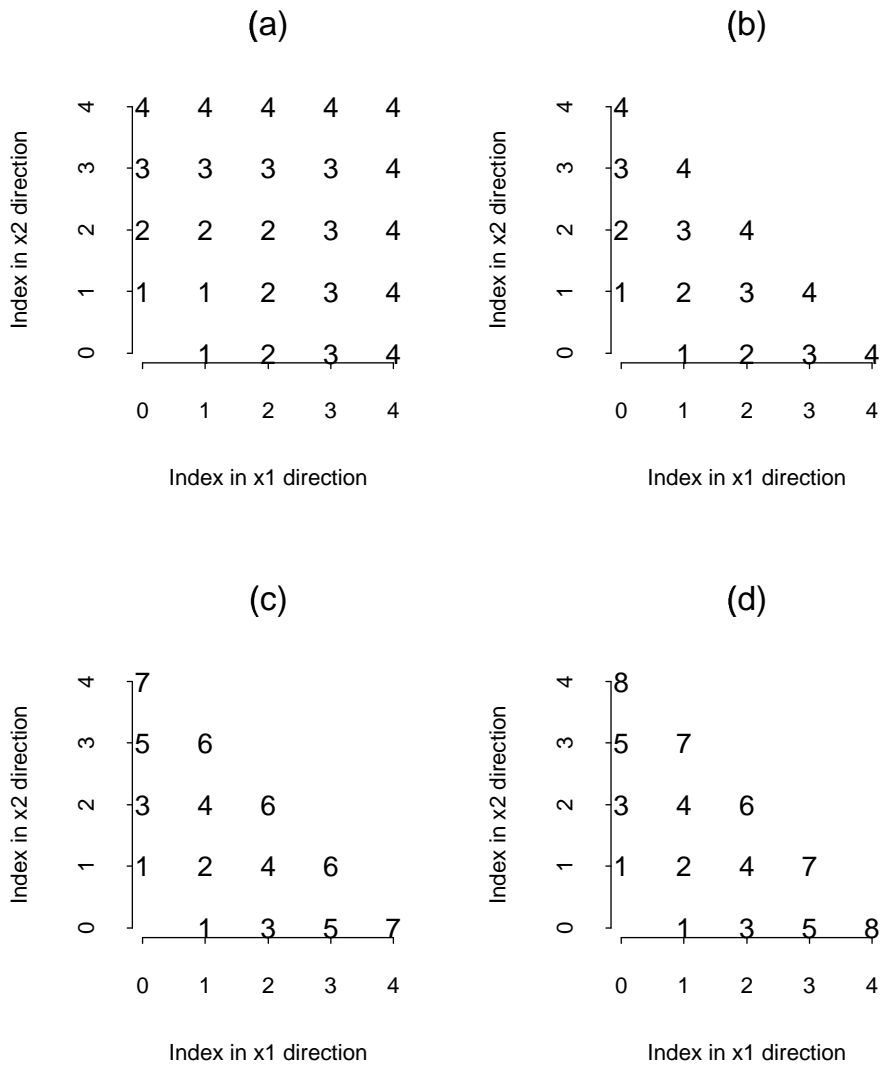 (a)
4 4 4 4 4 4
3 3 3 3 3 4
2 2 2 2 3 4
1 1 1 2 3 4
0 1 2 3 4
0 1 2 3 4
Index in x1 direction
Index in x2 direction
(b)
4 4
3 3 4
2 2 3 4
1 1 2 3 4
0 1 2 3 4
0 1 2 3 4
Index in x1 direction
Index in x2 direction
(c)
4 7
3 5 6
2 3 4 6
1 1 2 4 6
0 1 3 5 7
0 1 2 3 4
Index in x1 direction
Index in x2 direction
(d)
4 8
3 5 7
2 3 4 6
1 1 2 4 7
0 1 3 5 8
0 1 2 3 4
Index in x1 direction
Index in x2 direction